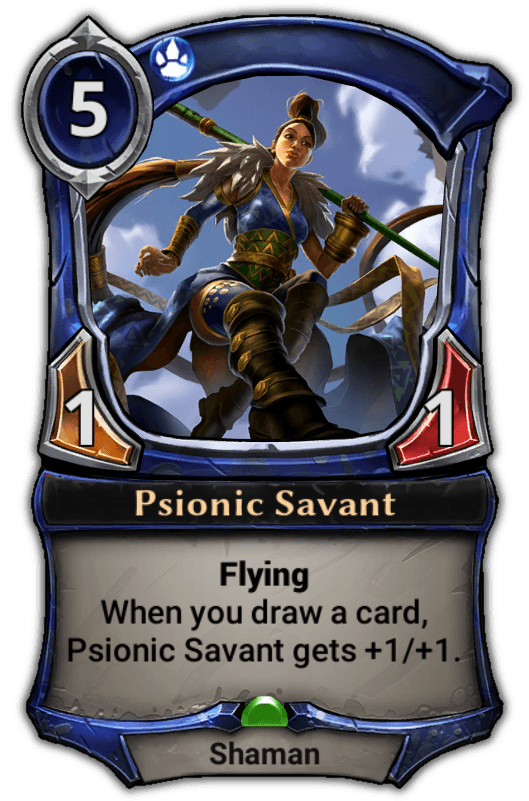 5
1
1
Psionic Savant
Flying
When you draw a card,
Psionic Savant gets +1/+1.
Shaman